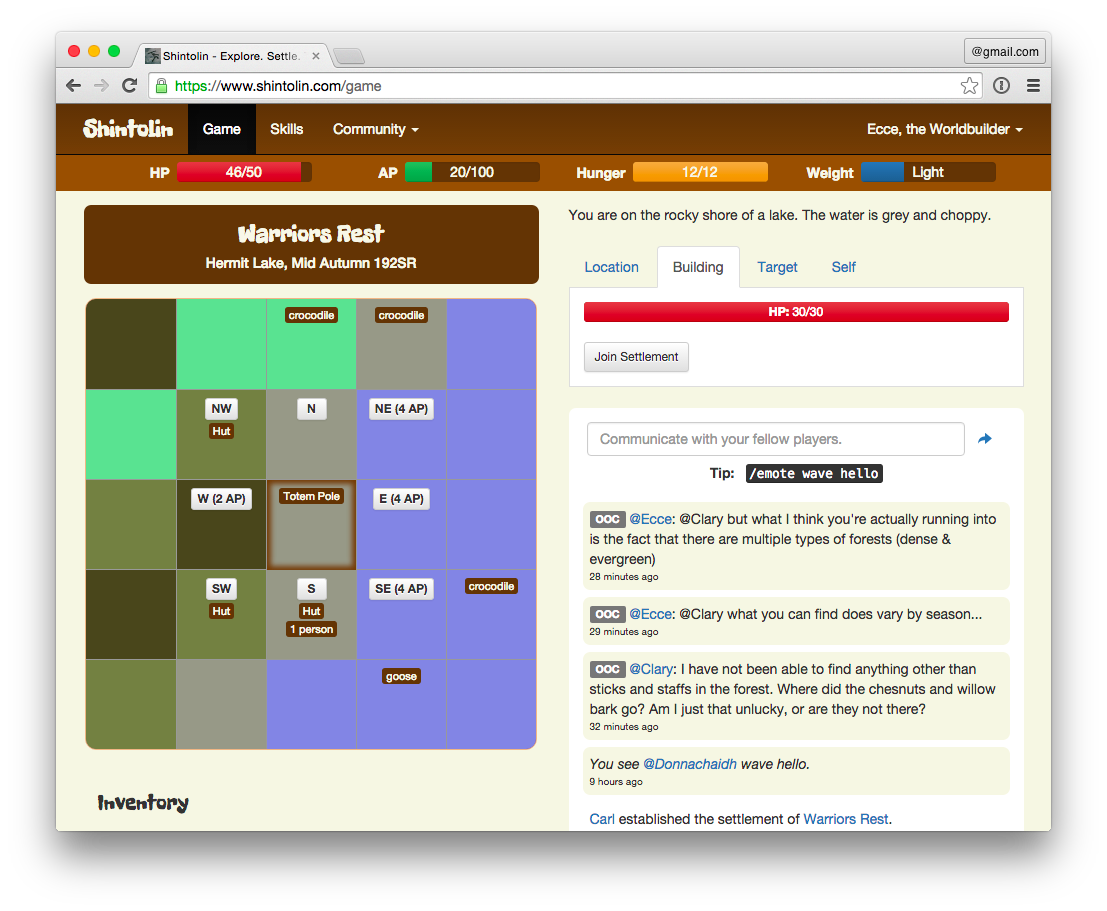 Shintolin - Explore. Settle.
@gmail.com
https://www.shintolin.com/game
Shintolin
Game
Skills
Community
Ecce, the Worldbuilder
HP
46/50
AP
20/100
Hunger
12/12
Weight
Light
Warriors Rest
Hermit Lake, Mid Autumn 192SR
crocodile
crocodile
NW
Hut
N
NE (4 AP)
W (2 AP)
Totem Pole
E (4 AP)
SW
Hut
S
Hut
1 person
SE (4 AP)
crocodile
goose
Inventory
You are on the rocky shore of a lake. The water is grey and choppy.
Location
Building
Target
Self
HP: 30/30
Join Settlement
Communicate with your fellow players.
Tip: /emote wave hello
OOC @Ecce: @Clary but what I think you're actually running into
is the fact that there are multiple types of forests (dense &
evergreen)
28 minutes ago
OOC @Ecce: @Clary what you can find does vary by season...
29 minutes ago
OOC @Clary: I have not been able to find anything other than
sticks and staffs in the forest. Where did the chesnuts and willow
bark go? Am I just that unlucky, or are they not there?
32 minutes ago
You see @Donnachaidh wave hello.
9 hours ago
Carl established the settlement of Warriors Rest.